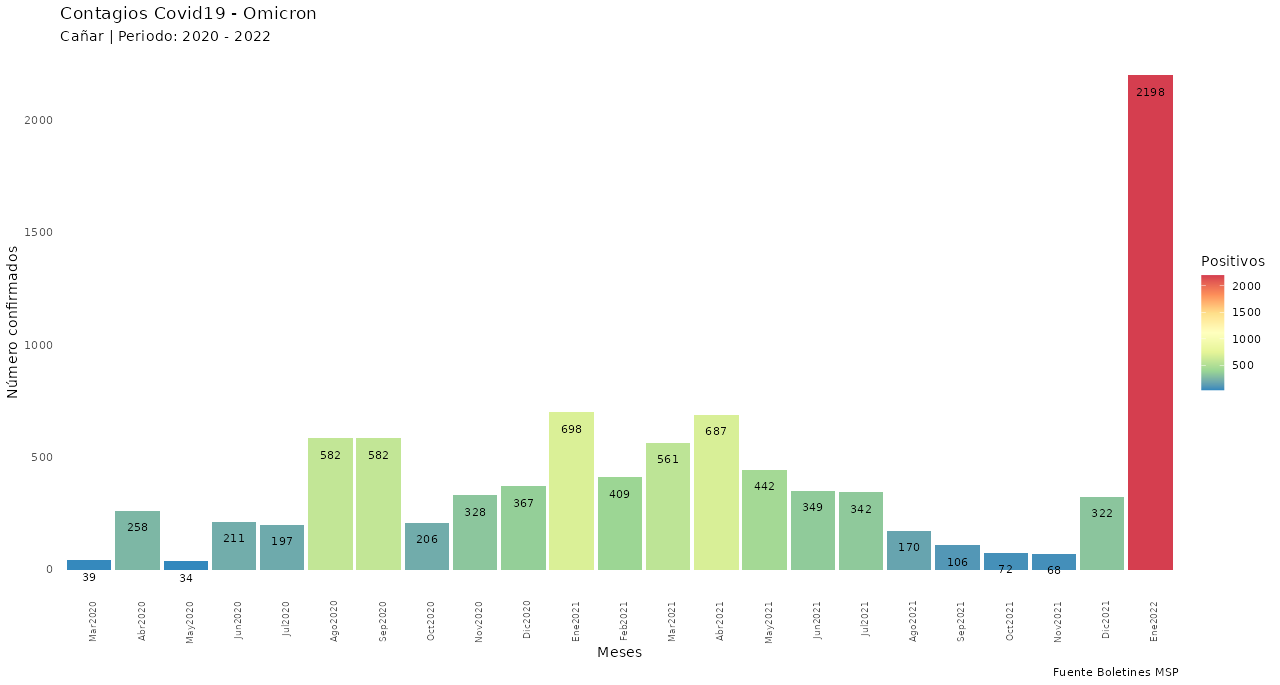 Contagios Covid19 - Omicron
Cañar | Periodo: 2020 - 2022
Número confirmados
2000
1500
1000
500
0
39
258
34
211
197
582
582
206
328
367
698
409
561
687
442
349
342
170
106
72
68
322
2198
Mar2020
Abr2020
May2020
Jun2020
Jul2020
Ago2020
Sep2020
Oct2020
Nov2020
Dic2020
Ene2021
Feb2021
Mar2021
Abr2021
May2021
Jun2021
Jul2021
Ago2021
Sep2021
Oct2021
Nov2021
Dic2021
Ene2022
Meses
Positivos
2000
1500
1000
500
Fuente Boletines MSP